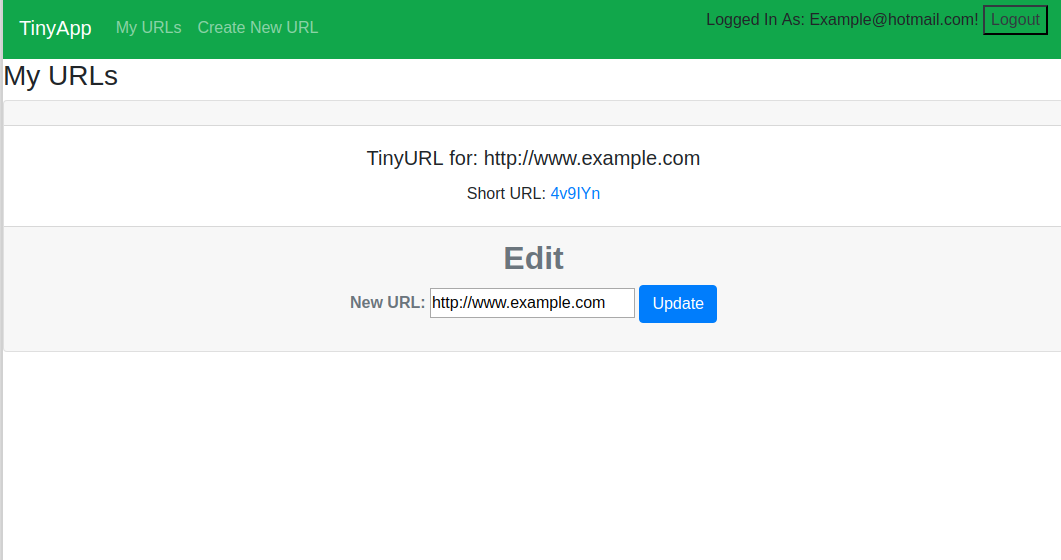 TinyApp My URLs Create New URL Logged In As: Example@hotmail.com! Logout
My URLs
TinyURL for: http://www.example.com
Short URL: 4v9IYn
Edit
New URL: http://www.example.com Update